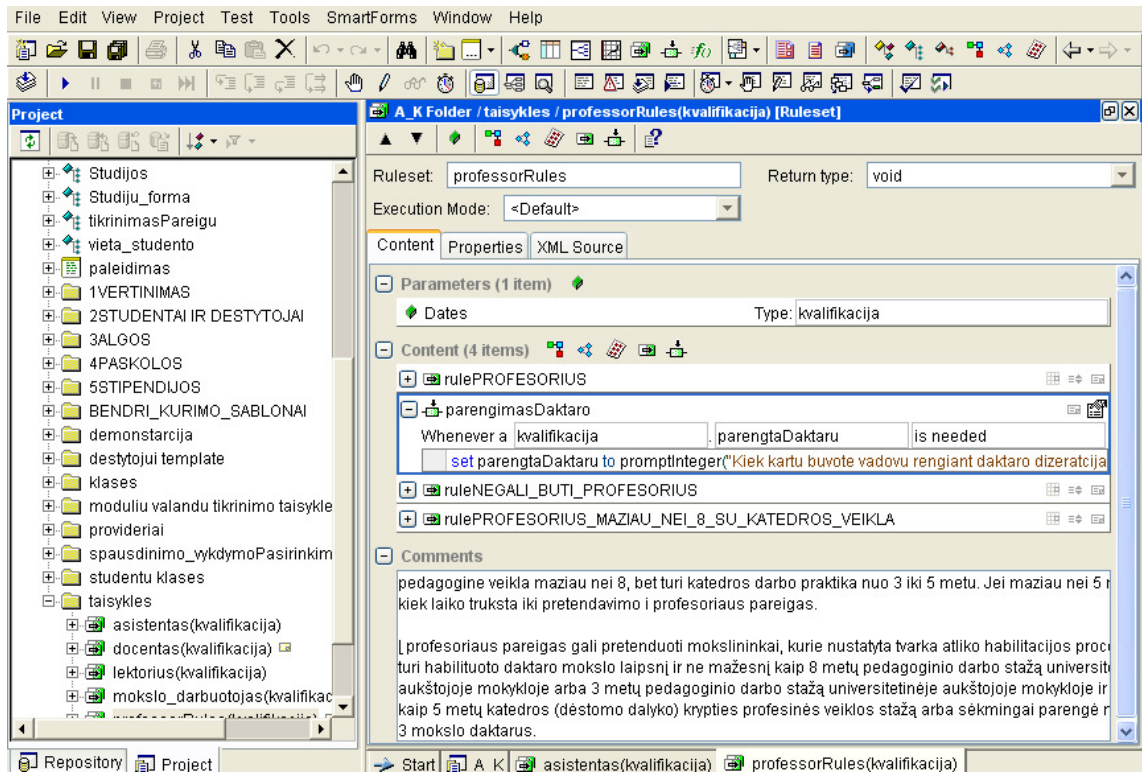 File Edit View Project Test Tools SmartForms Window Help
Project
Studijos
Studiju_forma
tikrinimasPareigu
vieta_studento
paleidimas
1VERTINIMAS
2STUDENTAI IR DESTYTOJAI
3ALGOS
4PASKOLOS
5STIPENDIJOS
BENDRI_KURIMO_SABLONAI
demonstarcija
destytojui template
klases
moduliu valandu tikrinimo taisykle
provideriai
spausdinimo_vykdymoPasirinkim
studentu klases
taisykles
asistentas(kvalifikacija)
docentas(kvalifikacija)
lektorius(kvalifikacija)
mokslo_darbuotojas(kvalifikac
professorRules(kvalifikacija)
Repository Project
A_K Folder / taisykles / professorRules(kvalifikacija) [Ruleset]
Ruleset: professorRules Return type: void
Execution Mode: <Default>
Content Properties XML Source
Parameters (1 item)
Dates Type: kvalifikacija
Content (4 items)
rulePROFESORIUS
parengimasDaktaro
Whenever a kvalifikacija . parengtaDaktaru is needed
set parengtaDaktaru to promptInteger("Kiek kartu buvote vadovu rengiant daktaro dizeratcija
ruleNEGALI_BUTI_PROFESORIUS
rulePROFESORIUS_MAZIAU_NEI_8_SU_KATEDROS_VEIKLA
Comments
pedagogine veikla maziau nei 8, bet turi katedros darbo praktika nuo 3 iki 5 metu. Jei maziau nei 5
kiek laiko truksta iki pretendavimo i profesoriaus pareigas.
Į profesoriaus pareigas gali pretenduoti mokslininkai, kurie nustatyta tvarka atliko habilitacijos proc
turi habilituoto daktaro mokslo laipsnį ir ne mažesnį kaip 8 metų pedagoginio darbo stažą universit
aukštojoje mokykloje arba 3 metų pedagoginio darbo stažą universitetinėje aukštojoje mokykloje ir
kaip 5 metų katedros (dėstomo dalyko) krypties profesinės veiklos stažą arba sėkmingai parengė
3 mokslo daktarus.
Start A_K asistentas(kvalifikacija) professorRules(kvalifikacija)